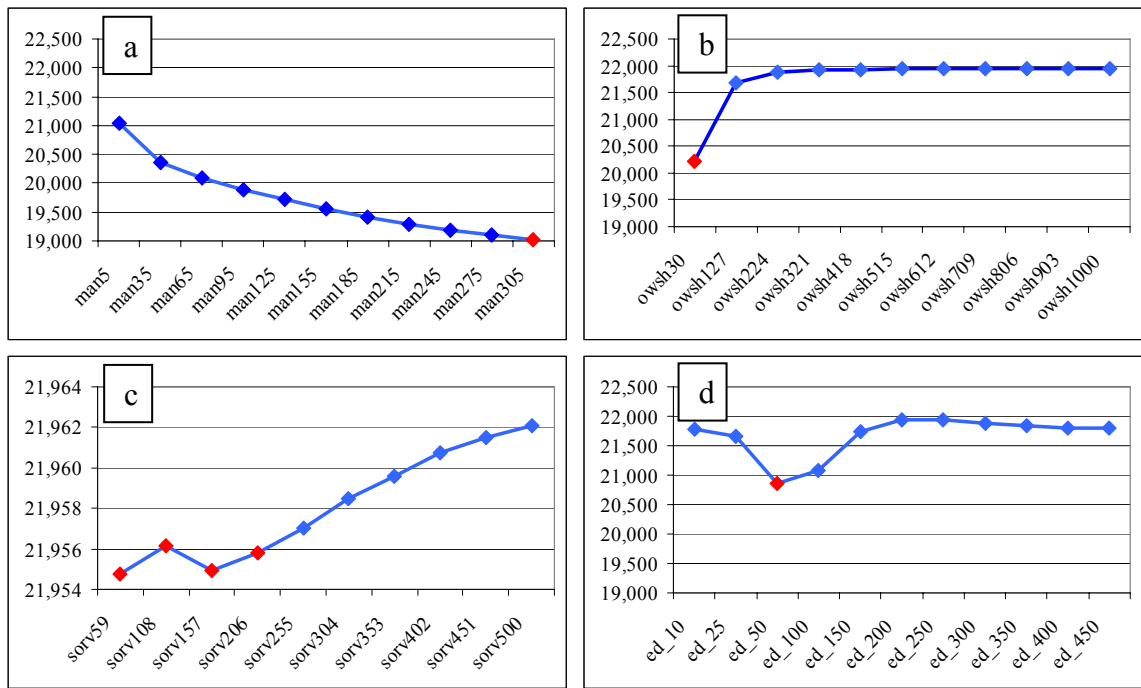 a
22,500
22,000
21,500
21,000
20,500
20,000
19,500
19,000
man5
man35
man65
man95
man125
man155
man185
man215
man245
man275
man305
b
22,500
22,000
21,500
21,000
20,500
20,000
19,500
19,000
owsh30
owsh127
owsh224
owsh321
owsh418
owsh515
owsh612
owsh709
owsh806
owsh903
owsh1000
c
21,964
21,962
21,960
21,958
21,956
21,954
sorv59
sorv108
sorv157
sorv206
sorv255
sorv304
sorv353
sorv402
sorv451
sorv500
d
22,500
22,000
21,500
21,000
20,500
20,000
19,500
19,000
ed_10
ed_25
ed_50
ed_100
ed_150
ed_200
ed_250
ed_300
ed_350
ed_400
ed_450